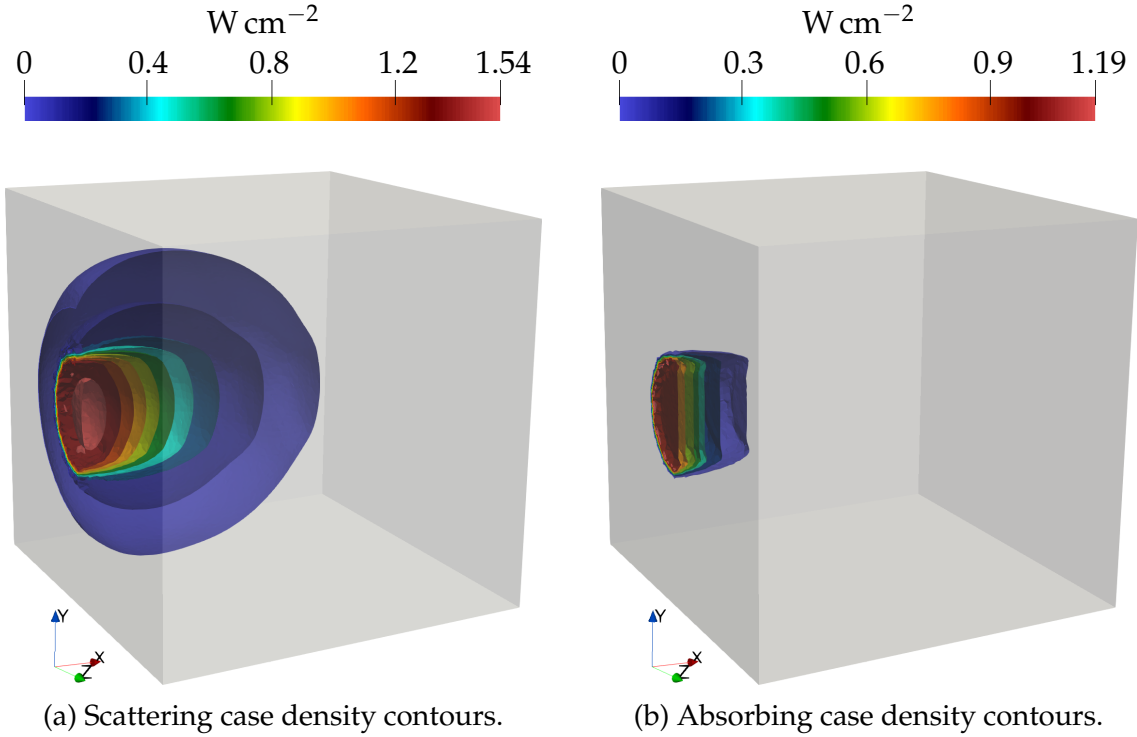 W cm−2
0 0.4 0.8 1.2 1.54
Y
X
Z
(a) Scattering case density contours.
W cm−2
0 0.3 0.6 0.9 1.19
Y
X
Z
(b) Absorbing case density contours.